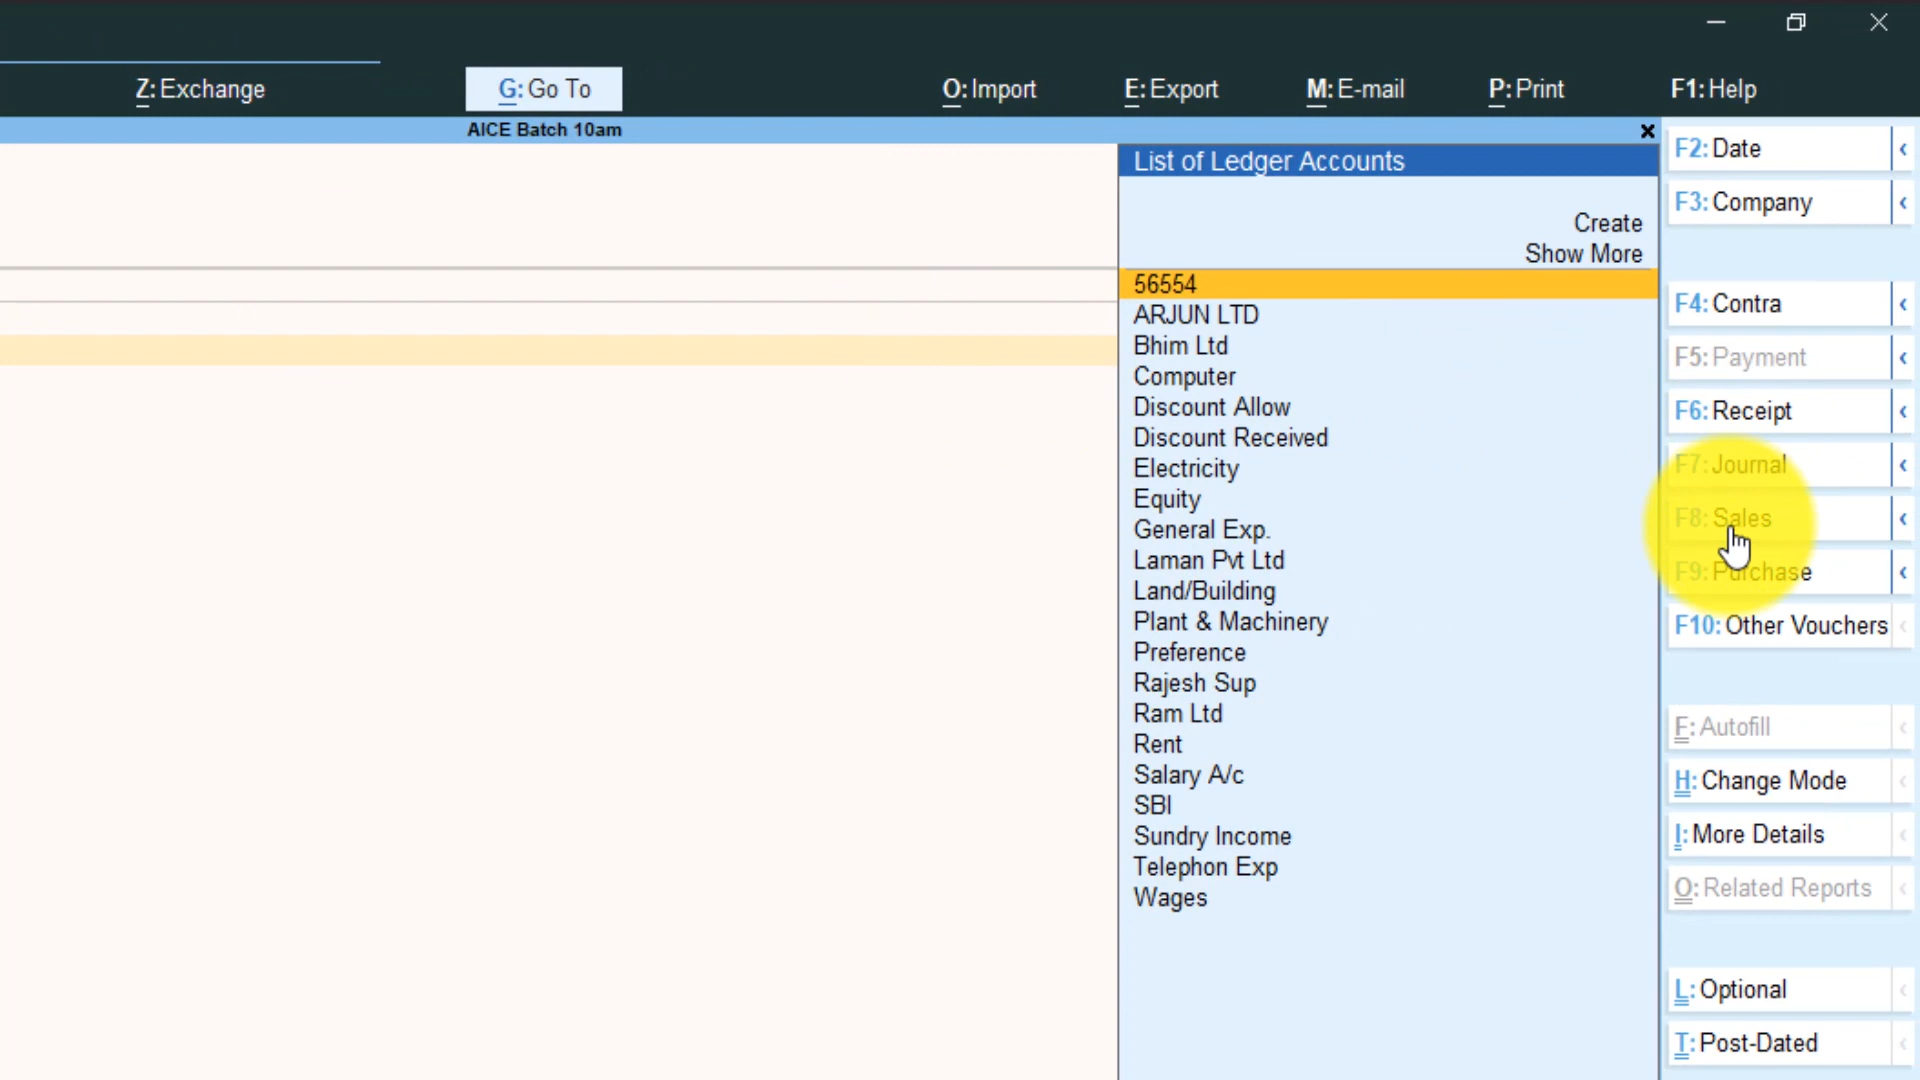 Z: Exchange
G: Go To
O: Import
E: Export
M: E-mail
P: Print
F1: Help
AICE Batch 10am
List of Ledger Accounts
Create
Show More
56554
ARJUN LTD
Bhim Ltd
Computer
Discount Allow
Discount Received
Electricity
Equity
General Exp.
Laman Pvt Ltd
Land/Building
Plant & Machinery
Preference
Rajesh Sup
Ram Ltd
Rent
Salary A/c
SBI
Sundry Income
Telephon Exp
Wages
F2: Date
F3: Company
F4: Contra
F5: Payment
F6: Receipt
F7: Journal
F8: Sales
F9: Purchase
F10: Other Vouchers
F: Autofill
H: Change Mode
I: More Details
O: Related Reports
L: Optional
T: Post-Dated